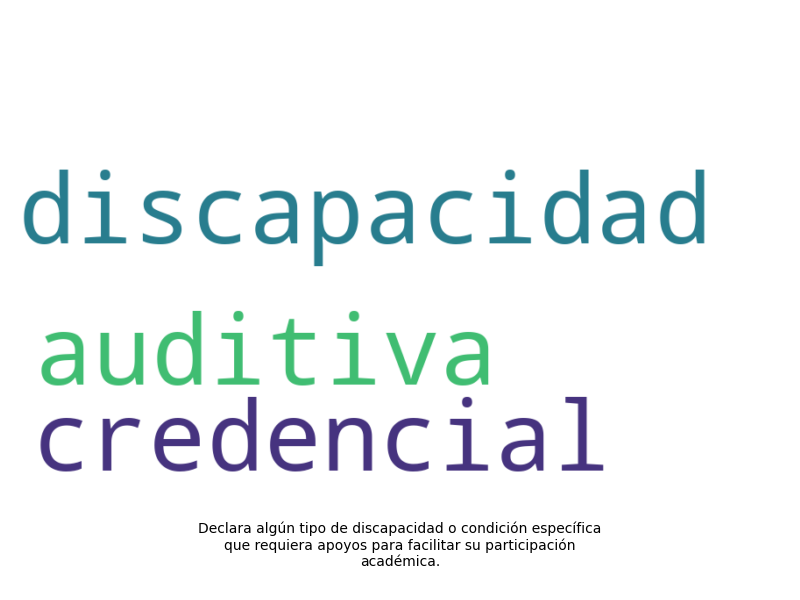 discapacidad
auditiva
credencial
Declara algún tipo de discapacidad o condición específica
que requiera apoyos para facilitar su participación
académica.